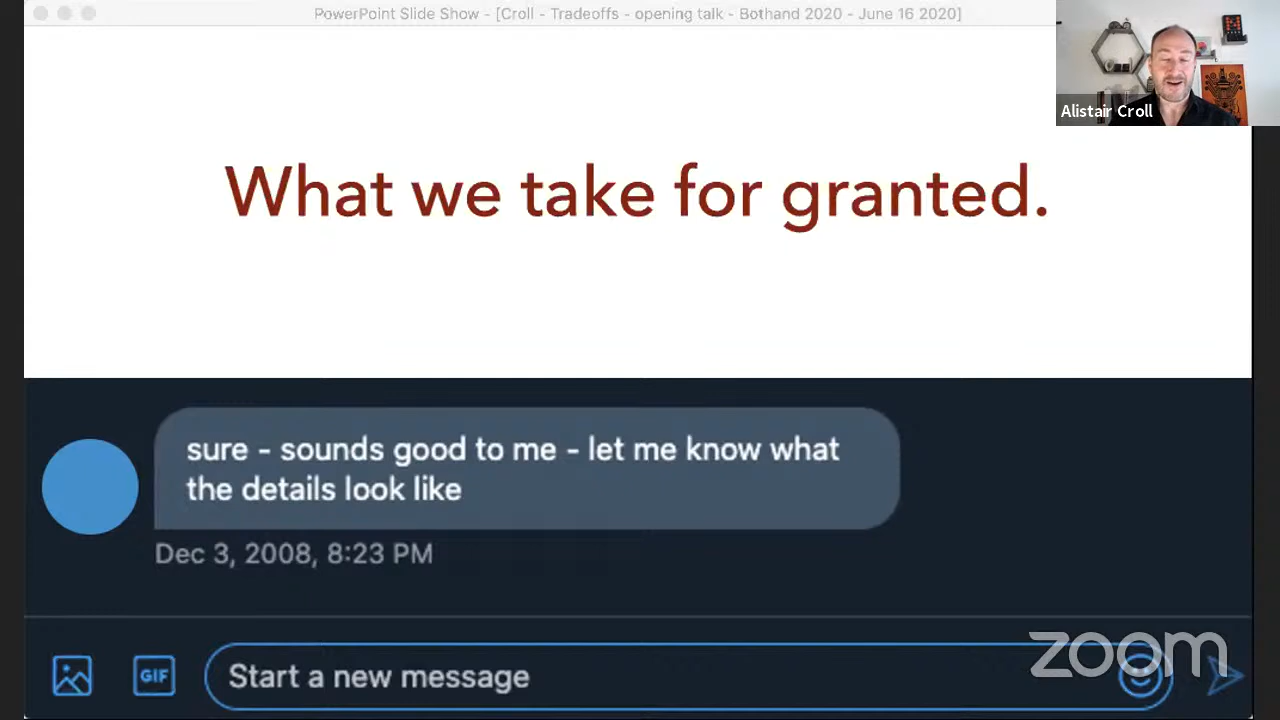 PowerPoint Slide Show - [Croll - Tradeoffs - opening talk - Bothand 2020 - June 16 2020]
Alistair Croll
What we take for granted.
sure - sounds good to me - let me know what
the details look like
Dec 3, 2008, 8:23 PM
GIF
Start a new message
zoom